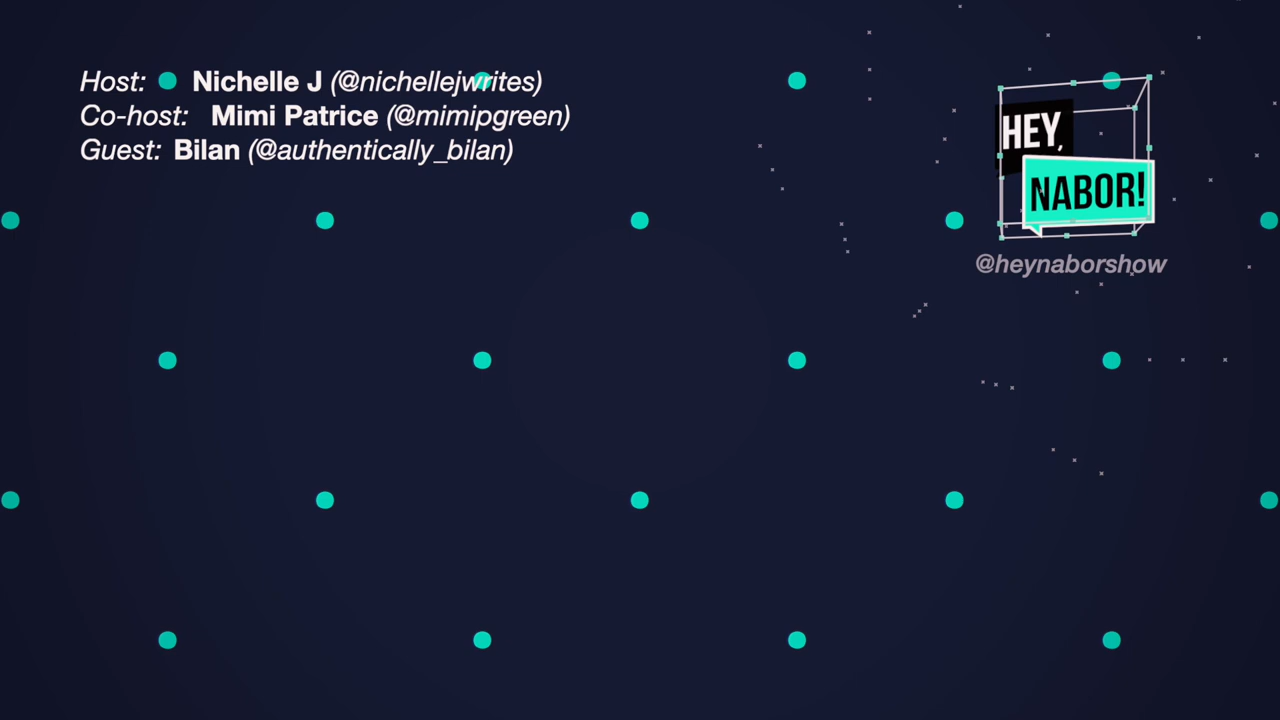 Host: Nichelle J (@nichellejwrites)
Co-host: Mimi Patrice (@mimipgreen)
Guest: Bilan (@authentically_bilan)
HEY,
NABOR!
@heynaborshow